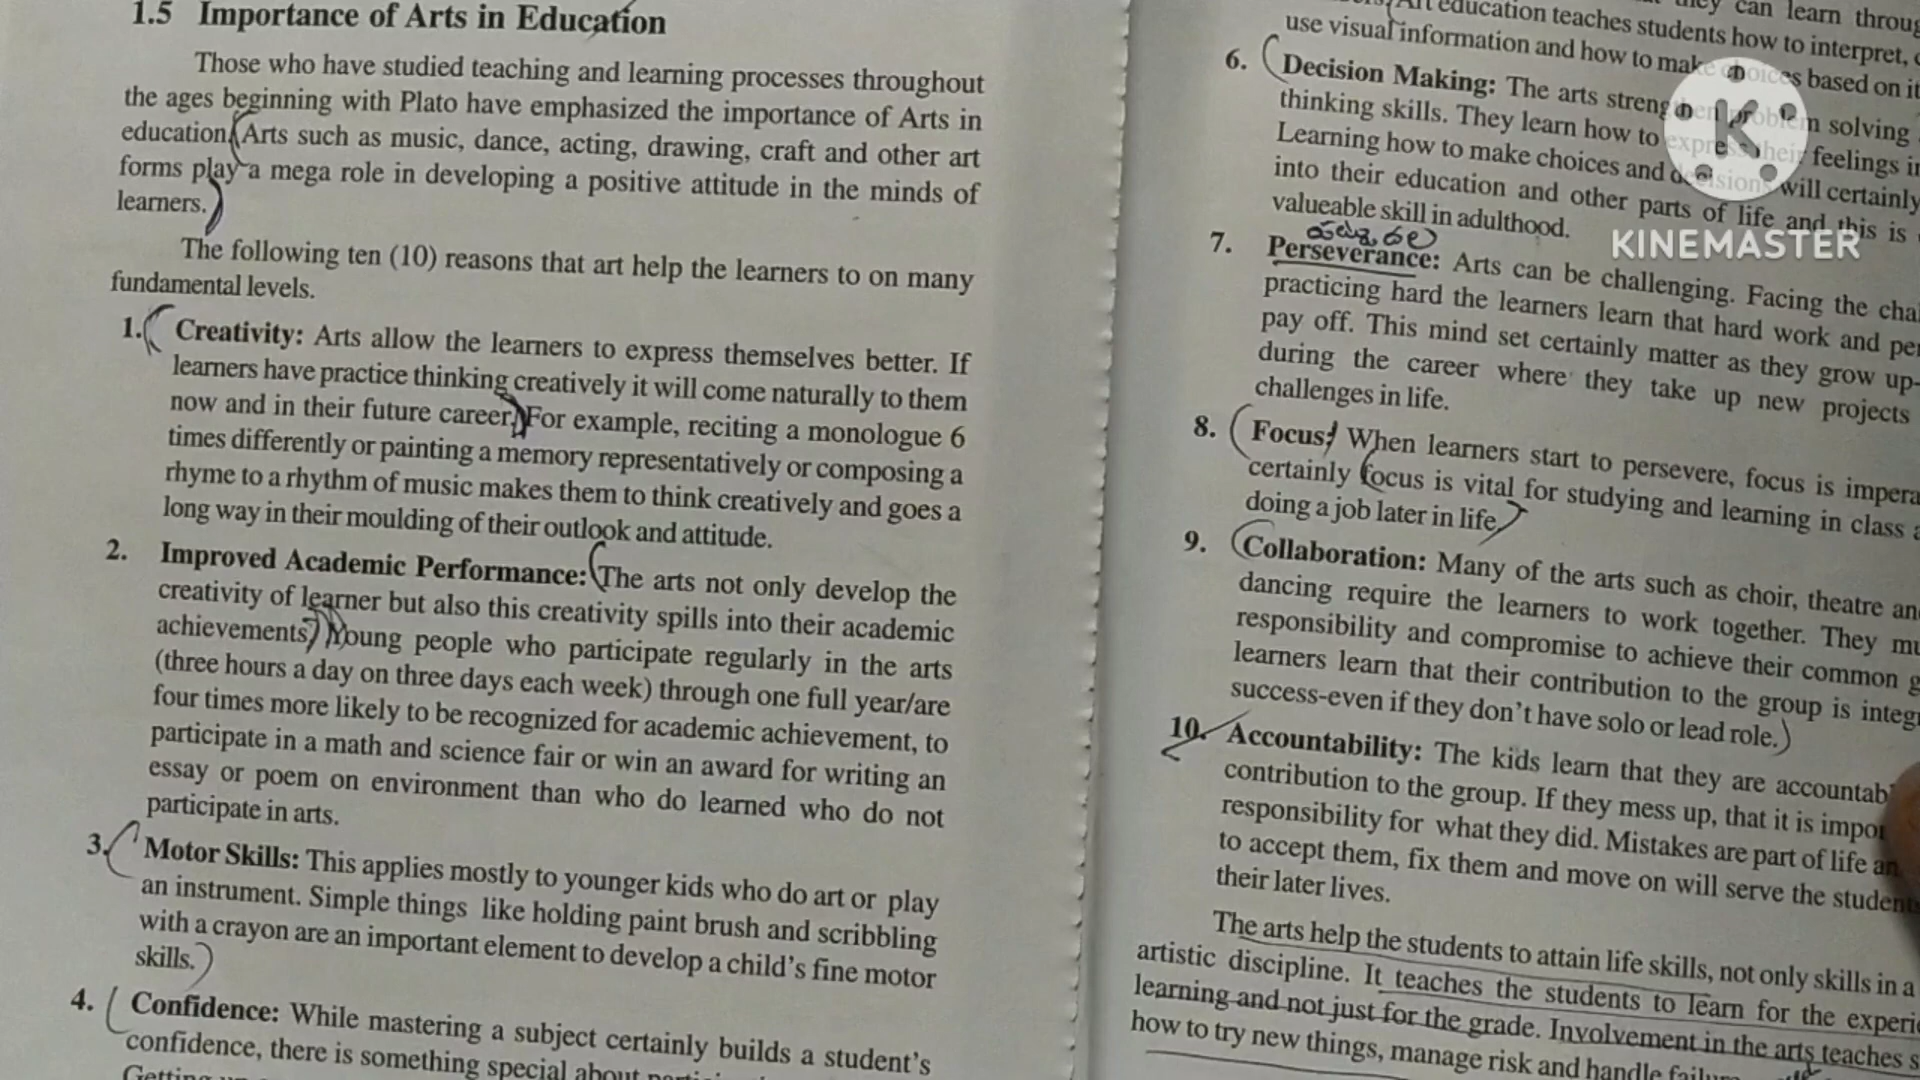 1.5 Importance of Arts in Education
Those who have studied teaching and learning processes throughout
the ages beginning with Plato have emphasized the importance of Arts in
education. Arts such as music, dance, acting, drawing, craft and other art
forms play a mega role in developing a positive attitude in the minds of
learners.
The following ten (10) reasons that art help the learners to on many
fundamental levels.
1. Creativity: Arts allow the learners to express themselves better. If
learners have practice thinking creatively it will come naturally to them
now and in their future career. For example, reciting a monologue 6
times differently or painting a memory representatively or composing a
rhyme to a rhythm of music makes them to think creatively and goes a
long way in their moulding of their outlook and attitude.
2. Improved Academic Performance: The arts not only develop the
creativity of learner but also this creativity spills into their academic
achievements. Young people who participate regularly in the arts
(three hours a day on three days each week) through one full year/are
four times more likely to be recognized for academic achievement, to
participate in a math and science fair or win an award for writing an
essay or poem on environment than who do learned who do not
participate in arts.
3. Motor Skills: This applies mostly to younger kids who do art or play
an instrument. Simple things like holding paint brush and scribbling
with a crayon are an important element to develop a child's fine motor
skills.
4. Confidence: While mastering a subject certainly builds a student's
confidence, there is something special about
Getting
they can learn
Art education teaches students how to interpret,
use visual information and how to make choices based on it
6. Decision Making: The arts strengthen problem solving
thinking skills. They learn how to express their feelings
Learning how to make choices and decisions will certainly
into their education and other parts of life and this is
valueable skill in adulthood.
7. Perseverance: Arts can be challenging. Facing the
practicing hard the learners learn that hard work and
pay off. This mind set certainly matter as they grow up-
during the career where they take up new projects
challenges in life.
8. Focus: When learners start to persevere, focus is
certainly focus is vital for studying and learning in class
doing a job later in life.
9. Collaboration: Many of the arts such as choir, theatre
dancing require the learners to work together. They
responsibility and compromise to achieve their common
learners learn that their contribution to the group is
success-even if they don't have solo or lead role.
10. Accountability: The kids learn that they are
contribution to the group. If they mess up, that it is
responsibility for what they did. Mistakes are part of life
to accept them, fix them and move on will serve the
their later lives.
The arts help the students to attain life skills, not only skills in a
artistic discipline. It teaches the students to learn for the
learning and not just for the grade. Involvement in the arts teaches
how to try new things, manage risk and handle
K
KINEMASTER